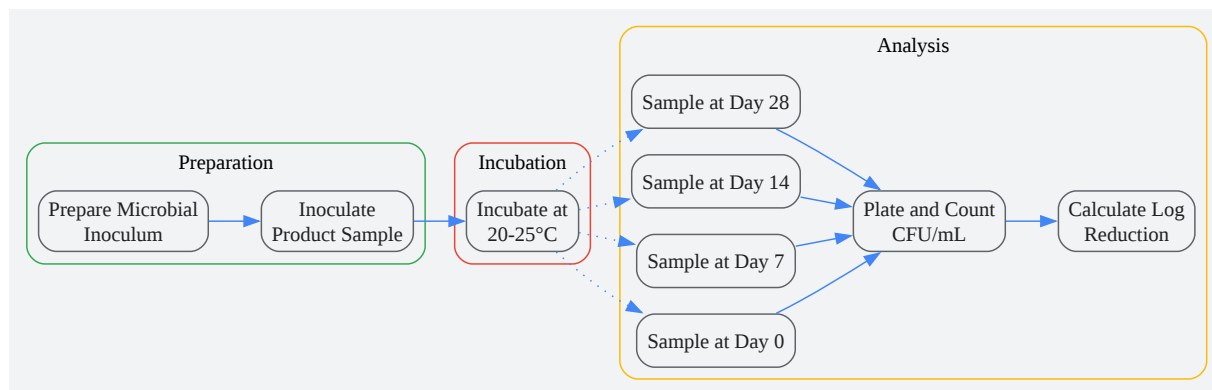 Preparation
Prepare Microbial
Inoculum
Inoculate
Product Sample
Incubation
Incubate at
20-25°C
Analysis
Sample at Day 28
Sample at Day 14
Sample at Day 7
Sample at Day 0
Plate and Count
CFU/mL
Calculate Log
Reduction